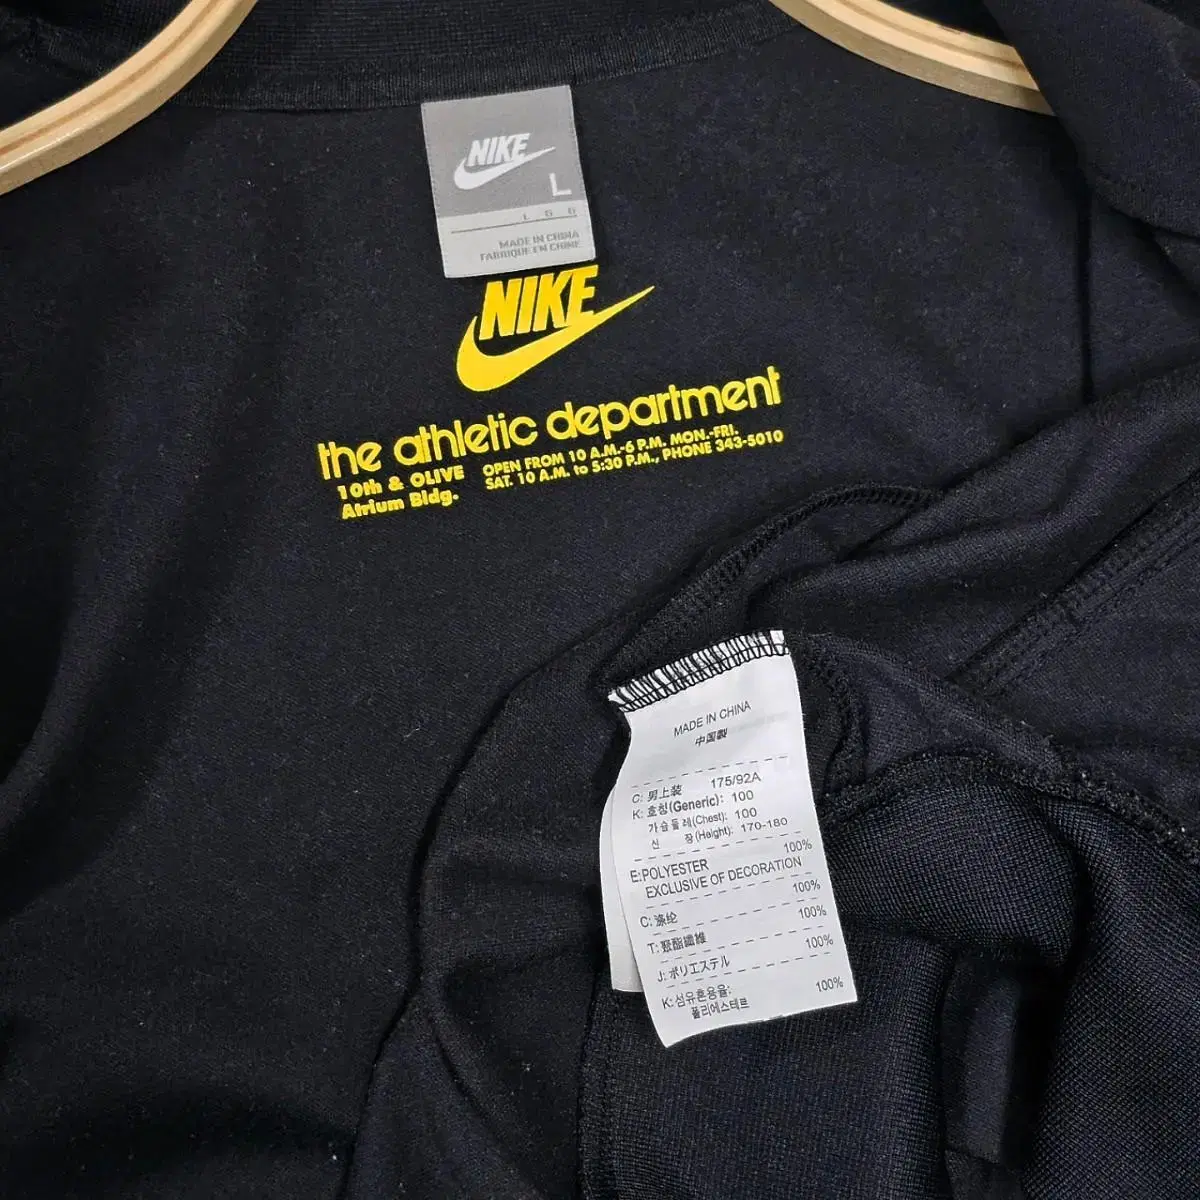 NIKE
L
L G G
MADE IN CHINA
FABRIQUE EN CHINE
NIKE
the athletic department
10th & OLIVE
Atrium Bldg.
OPEN FROM 10 A.M.-6 P.M. MON.-FRI.
SAT. 10 A.M. to 5:30 P.M., PHONE 343-5010
MADE IN CHINA
中国製
C: 男上装 175/92A
K: 호칭(Generic): 100
가슴둘레(Chest): 100
신 장(Height): 170-180
E:POLYESTER 100%
EXCLUSIVE OF DECORATION
C: 涤纶 100%
T: 聚酯纖維 100%
J: ポリエステル 100%
K: 섬유혼용율:
폴리에스테르 100%